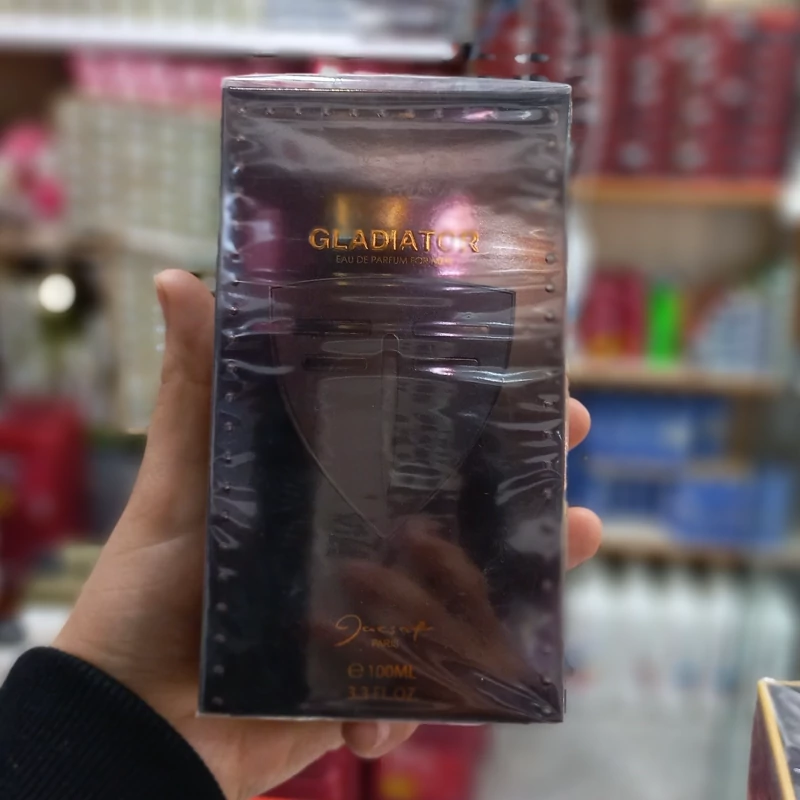 GLADIATOR
EAU DE PARFUM FOR MEN
Jacsaf
PARIS
℮ 100ML
3.3 FL.OZ